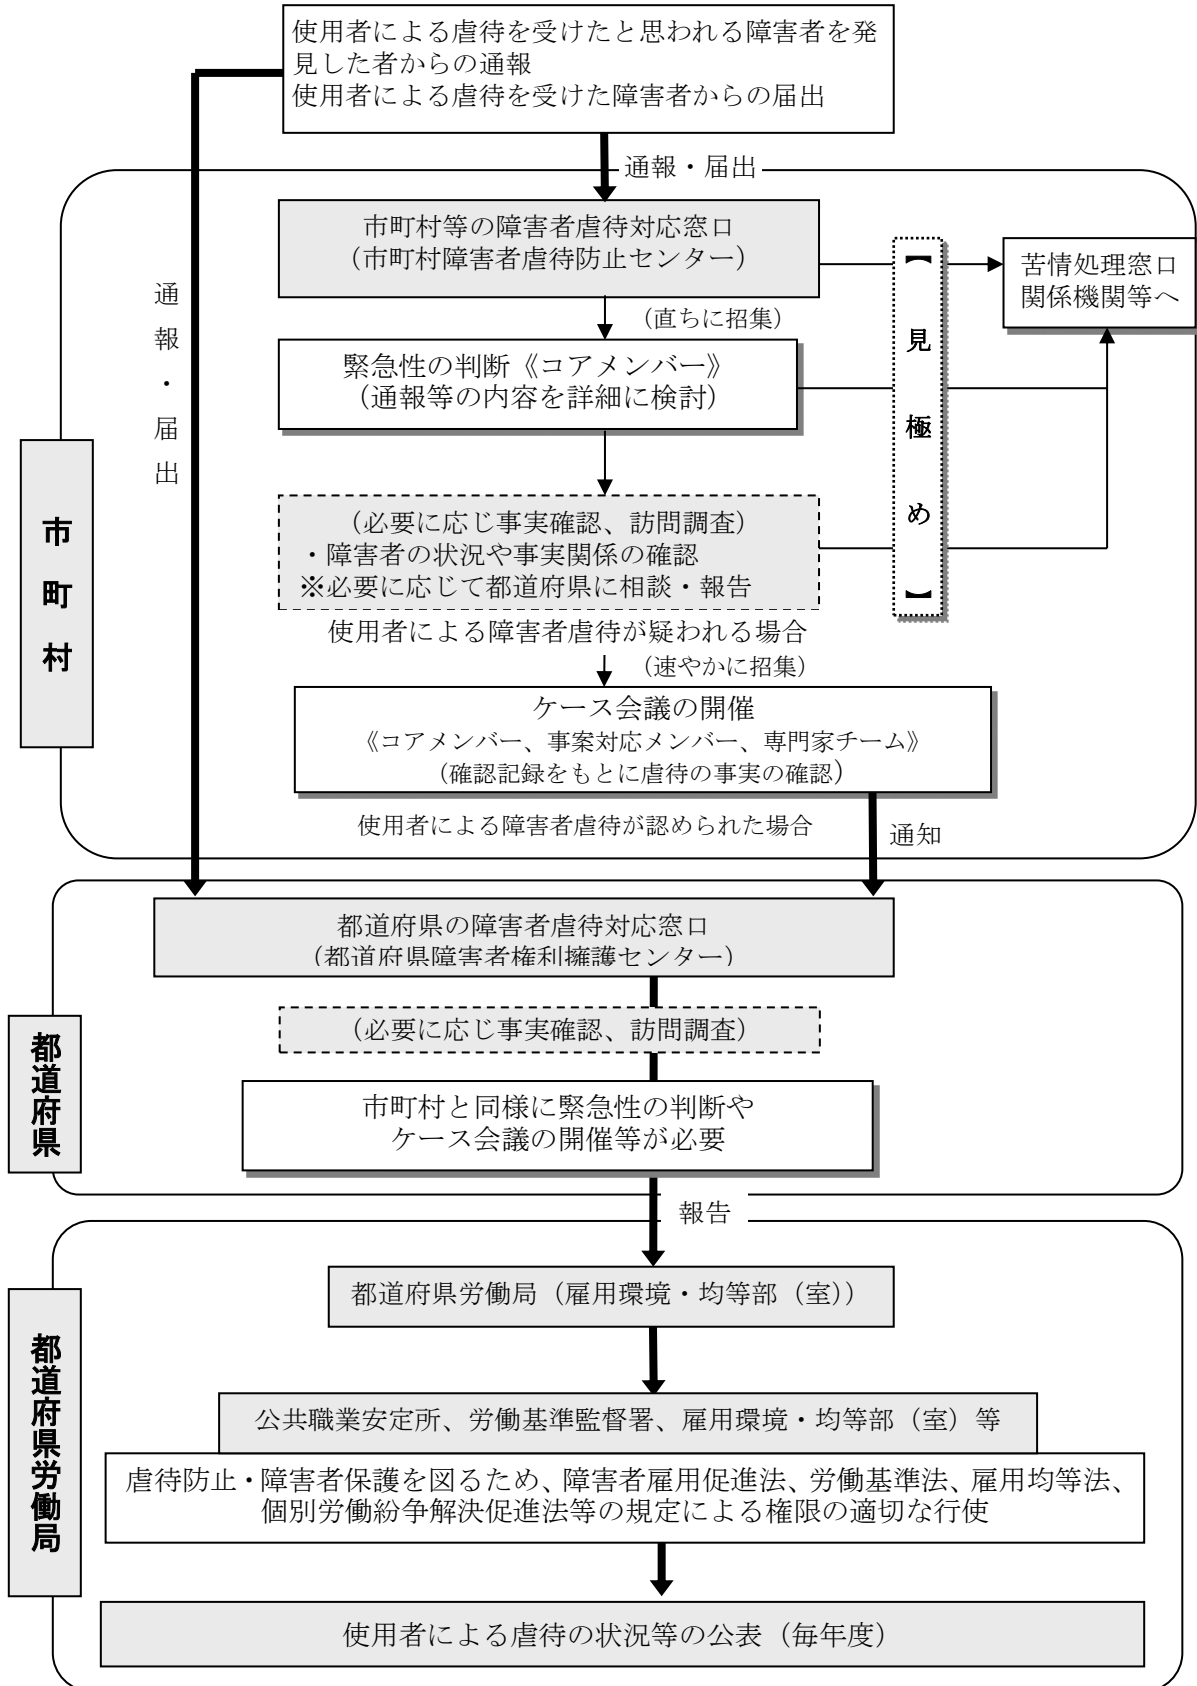 使用者による虐待を受けたと思われる障害者を発
見した者からの通報
使用者による虐待を受けた障害者からの届出
通報・届出
通報・届出
市町村
市町村等の障害者虐待対応窓口
（市町村障害者虐待防止センター）
（直ちに招集）
緊急性の判断《コアメンバー》
（通報等の内容を詳細に検討）
【見極め】
苦情処理窓口
関係機関等へ
（必要に応じ事実確認、訪問調査）
・障害者の状況や事実関係の確認
※必要に応じて都道府県に相談・報告
使用者による障害者虐待が疑われる場合
（速やかに招集）
ケース会議の開催
《コアメンバー、事案対応メンバー、専門家チーム》
（確認記録をもとに虐待の事実の確認）
使用者による障害者虐待が認められた場合
通知
都道府県
都道府県の障害者虐待対応窓口
（都道府県障害者権利擁護センター）
（必要に応じ事実確認、訪問調査）
市町村と同様に緊急性の判断や
ケース会議の開催等が必要
報告
都道府県労働局
都道府県労働局（雇用環境・均等部（室））
公共職業安定所、労働基準監督署、雇用環境・均等部（室）等
虐待防止・障害者保護を図るため、障害者雇用促進法、労働基準法、雇用均等法、
個別労働紛争解決促進法等の規定による権限の適切な行使
使用者による虐待の状況等の公表（毎年度）